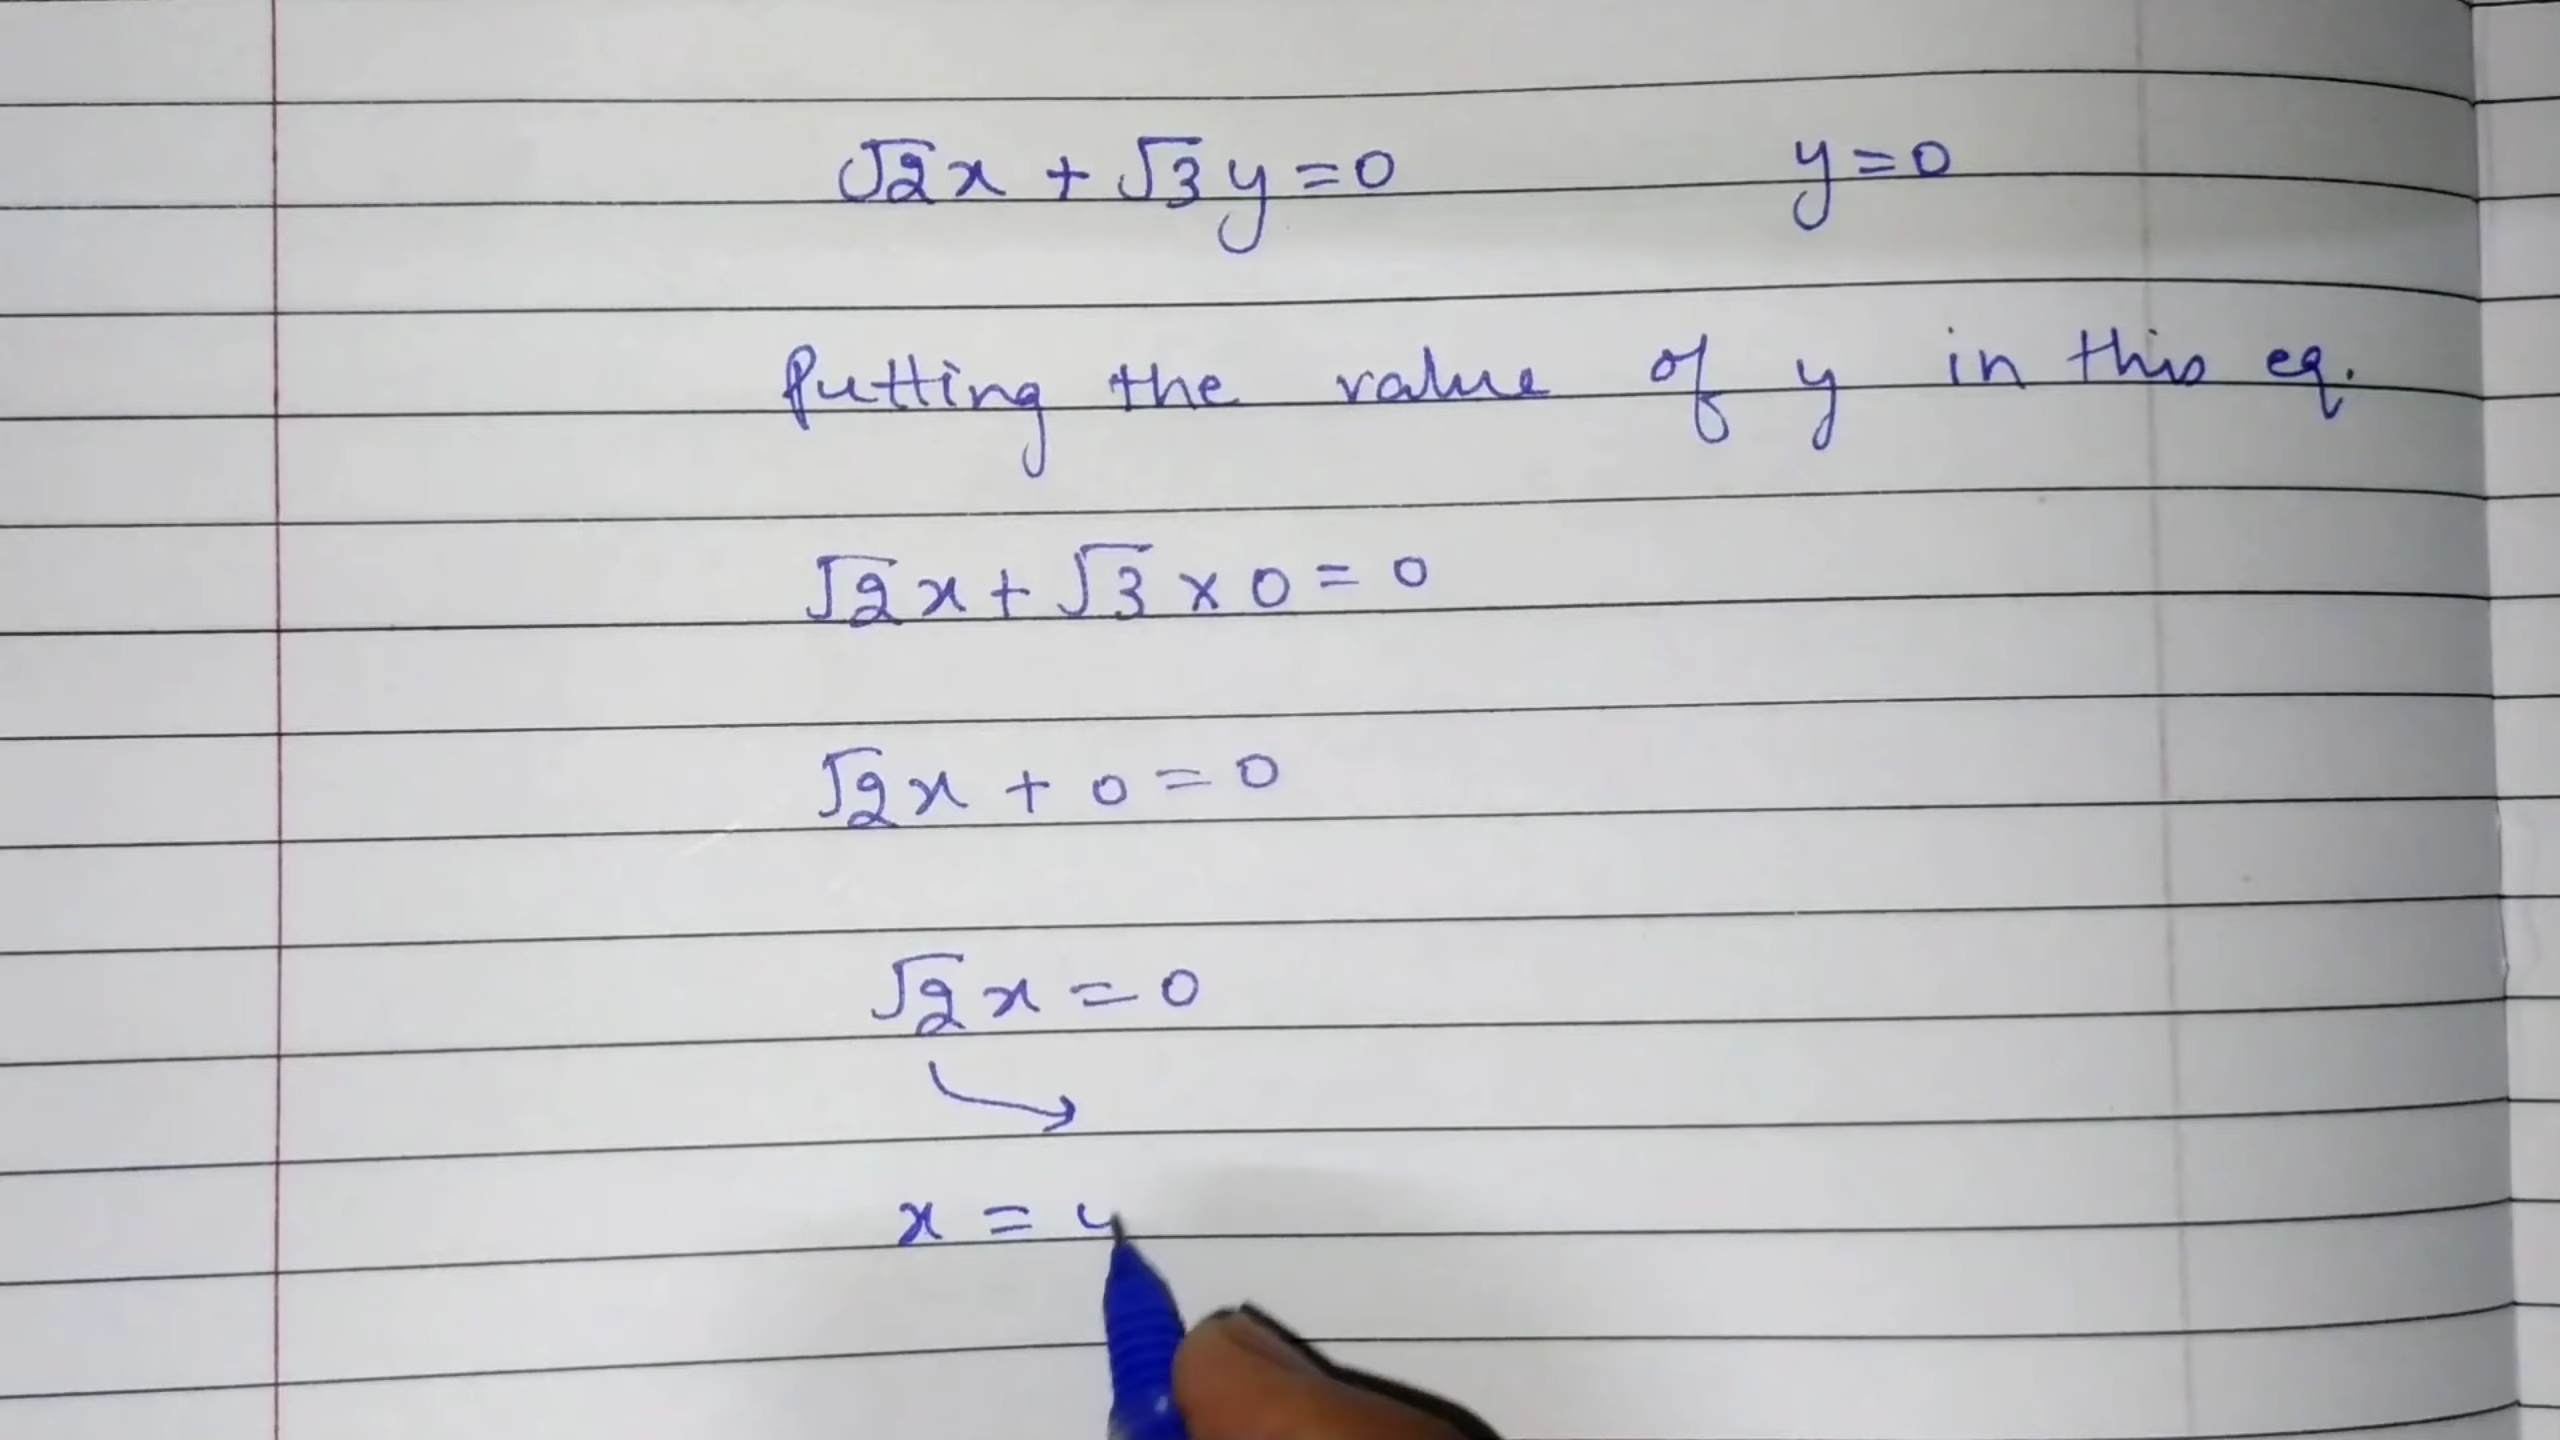 √2x + √3y = 0 y = 0
Putting the value of y in this eq.
√2x + √3 × 0 = 0
√2x + 0 = 0
√2x = 0
x =